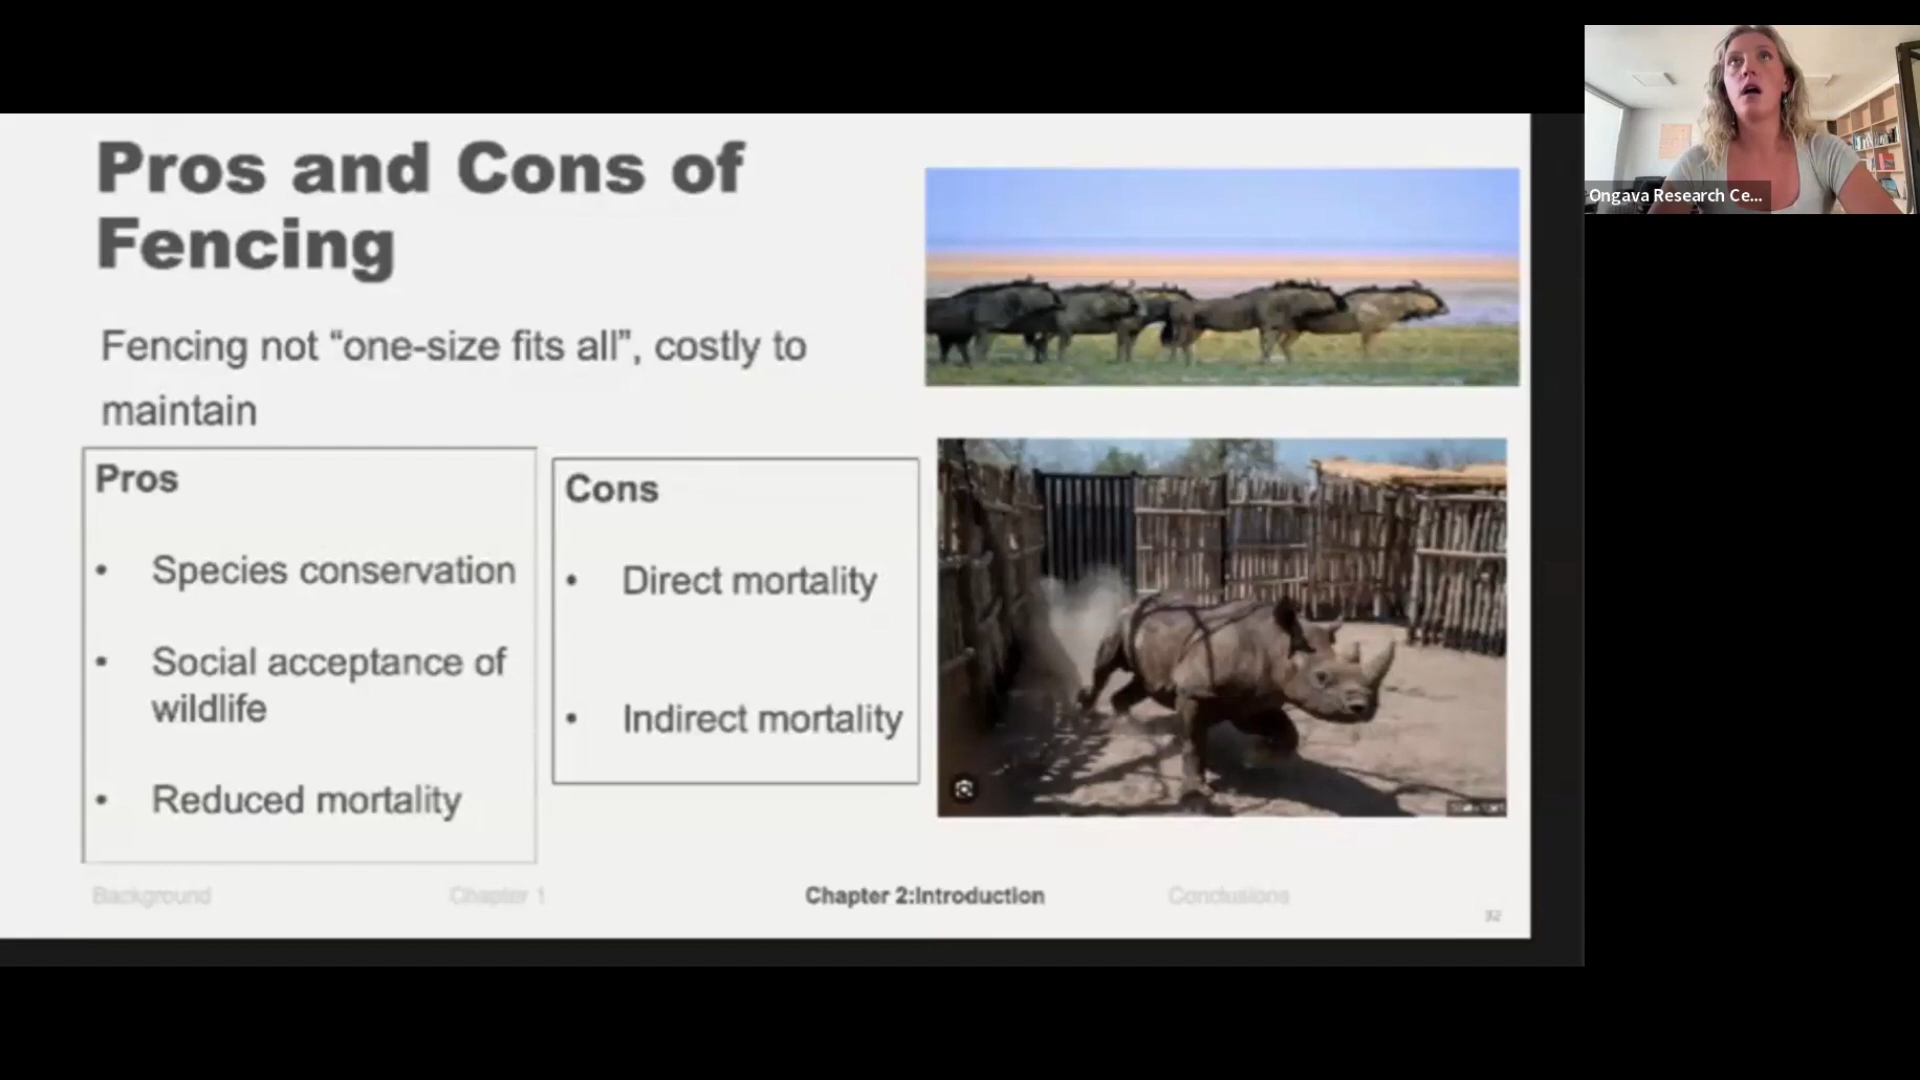 Pros and Cons of
Fencing
Fencing not “one-size fits all”, costly to
maintain
Pros
• Species conservation
• Social acceptance of
wildlife
• Reduced mortality
Cons
• Direct mortality
• Indirect mortality
Background
Chapter 1
Chapter 2:Introduction
Conclusions
32
Ongava Research Ce...